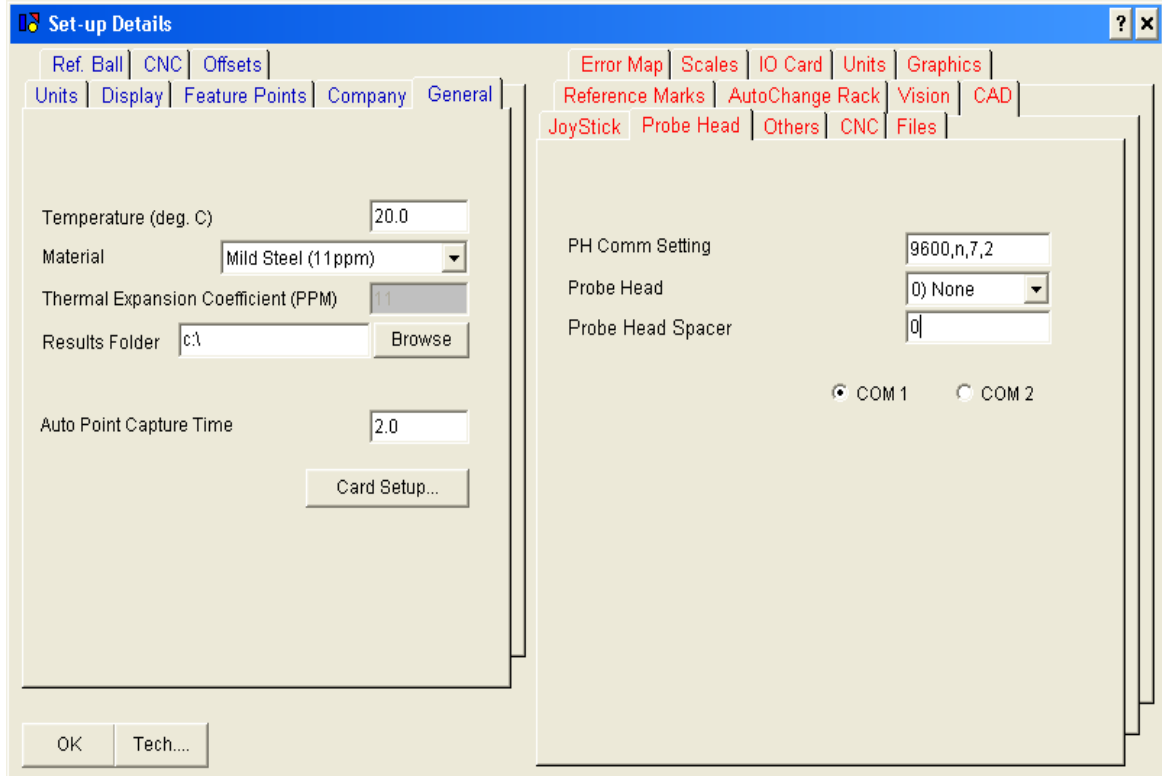 Set-up Details
? ×
Ref. Ball CNC Offsets
Units Display Feature Points Company General
Temperature (deg. C) 20.0
Material Mild Steel (11ppm)
Thermal Expansion Coefficient (PPM) 11
Results Folder c:\ Browse
Auto Point Capture Time 2.0
Card Setup...
Error Map Scales IO Card Units Graphics
Reference Marks AutoChange Rack Vision CAD
JoyStick Probe Head Others CNC Files
PH Comm Setting 9600,n,7,2
Probe Head 0) None
Probe Head Spacer 0
COM 1 COM 2
OK Tech....